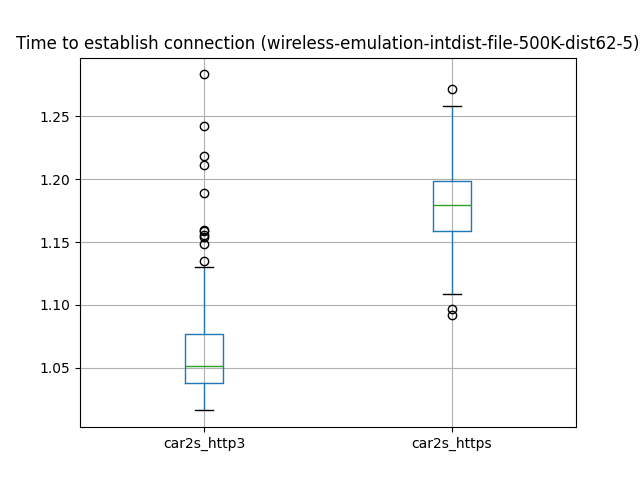 Time to establish connection (wireless-emulation-intdist-file-500K-dist62-5)
1.25
1.20
1.15
1.10
1.05
car2s_http3
car2s_https